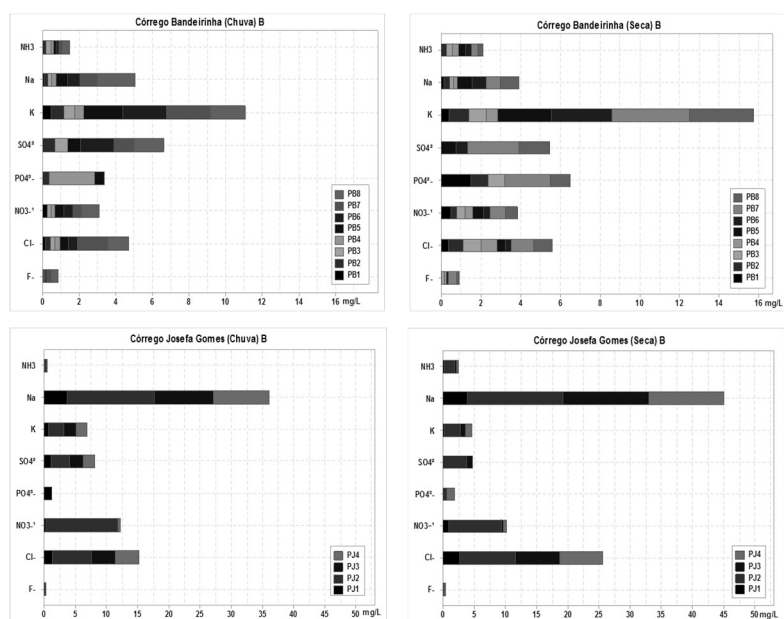 Córrego Bandeirinha (Chuva) B
NH3
Na
K
SO4²
PO4³-
NO3-¹
Cl-
F-
PB8
PB7
PB6
PB5
PB4
PB3
PB2
PB1
0 2 4 6 8 10 12 14 16 mg/L
Córrego Bandeirinha (Seca) B
NH3
Na
K
SO4²
PO4³-
NO3-¹
Cl-
F-
PB8
PB7
PB6
PB5
PB4
PB3
PB2
PB1
0 2 4 6 8 10 12 14 16 mg/L
Córrego Josefa Gomes (Chuva) B
NH3
Na
K
SO4²
PO4³-
NO3-¹
Cl-
F-
PJ4
PJ3
PJ2
PJ1
0 5 10 15 20 25 30 35 40 45 50 mg/L
Córrego Josefa Gomes (Seca) B
NH3
Na
K
SO4²
PO4³-
NO3-¹
Cl-
F-
PJ4
PJ3
PJ2
PJ1
0 5 10 15 20 25 30 35 40 45 50 mg/L